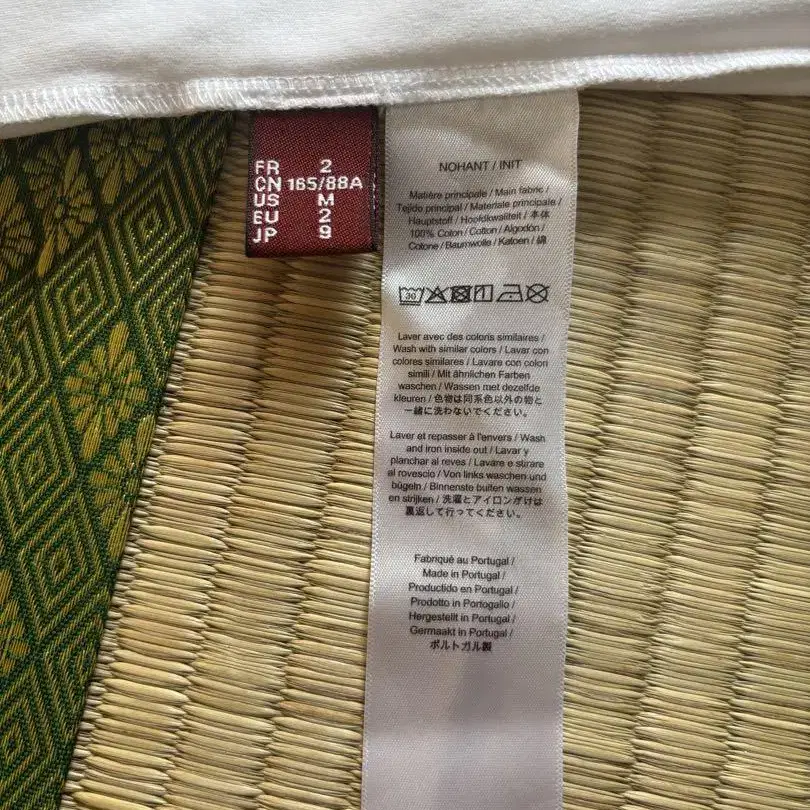 FR 2
CN 165/88A
US M
EU 2
JP 9
NOHANT / INIT
Matière principale / Main fabric /
Tejido principal / Materiale principale /
Hauptstoff / Hoofdkwaliteit / 本体
100% Coton / Cotton / Algodón /
Cotone / Baumwolle / Katoen / 綿
30
Laver avec des coloris similaires /
Wash with similar colors / Lavar con
colores similares / Lavare con colori
simili / Mit ähnlichen Farben
waschen / Wassen met dezelfde
kleuren / 色物は同系色以外の物と
一緒に洗わないでください。
Laver et repasser à l'envers / Wash
and iron inside out / Lavar y
planchar al reves / Lavare e stirare
al rovescio / Von links waschen und
bügeln / Binnenste buiten wassen
en strijken / 洗濯とアイロンがけは
裏返して行ってください。
Fabriqué au Portugal /
Made in Portugal /
Producido en Portugal /
Prodotto in Portogallo /
Hergestellt in Portugal /
Germaakt in Portugal /
ポルトガル製